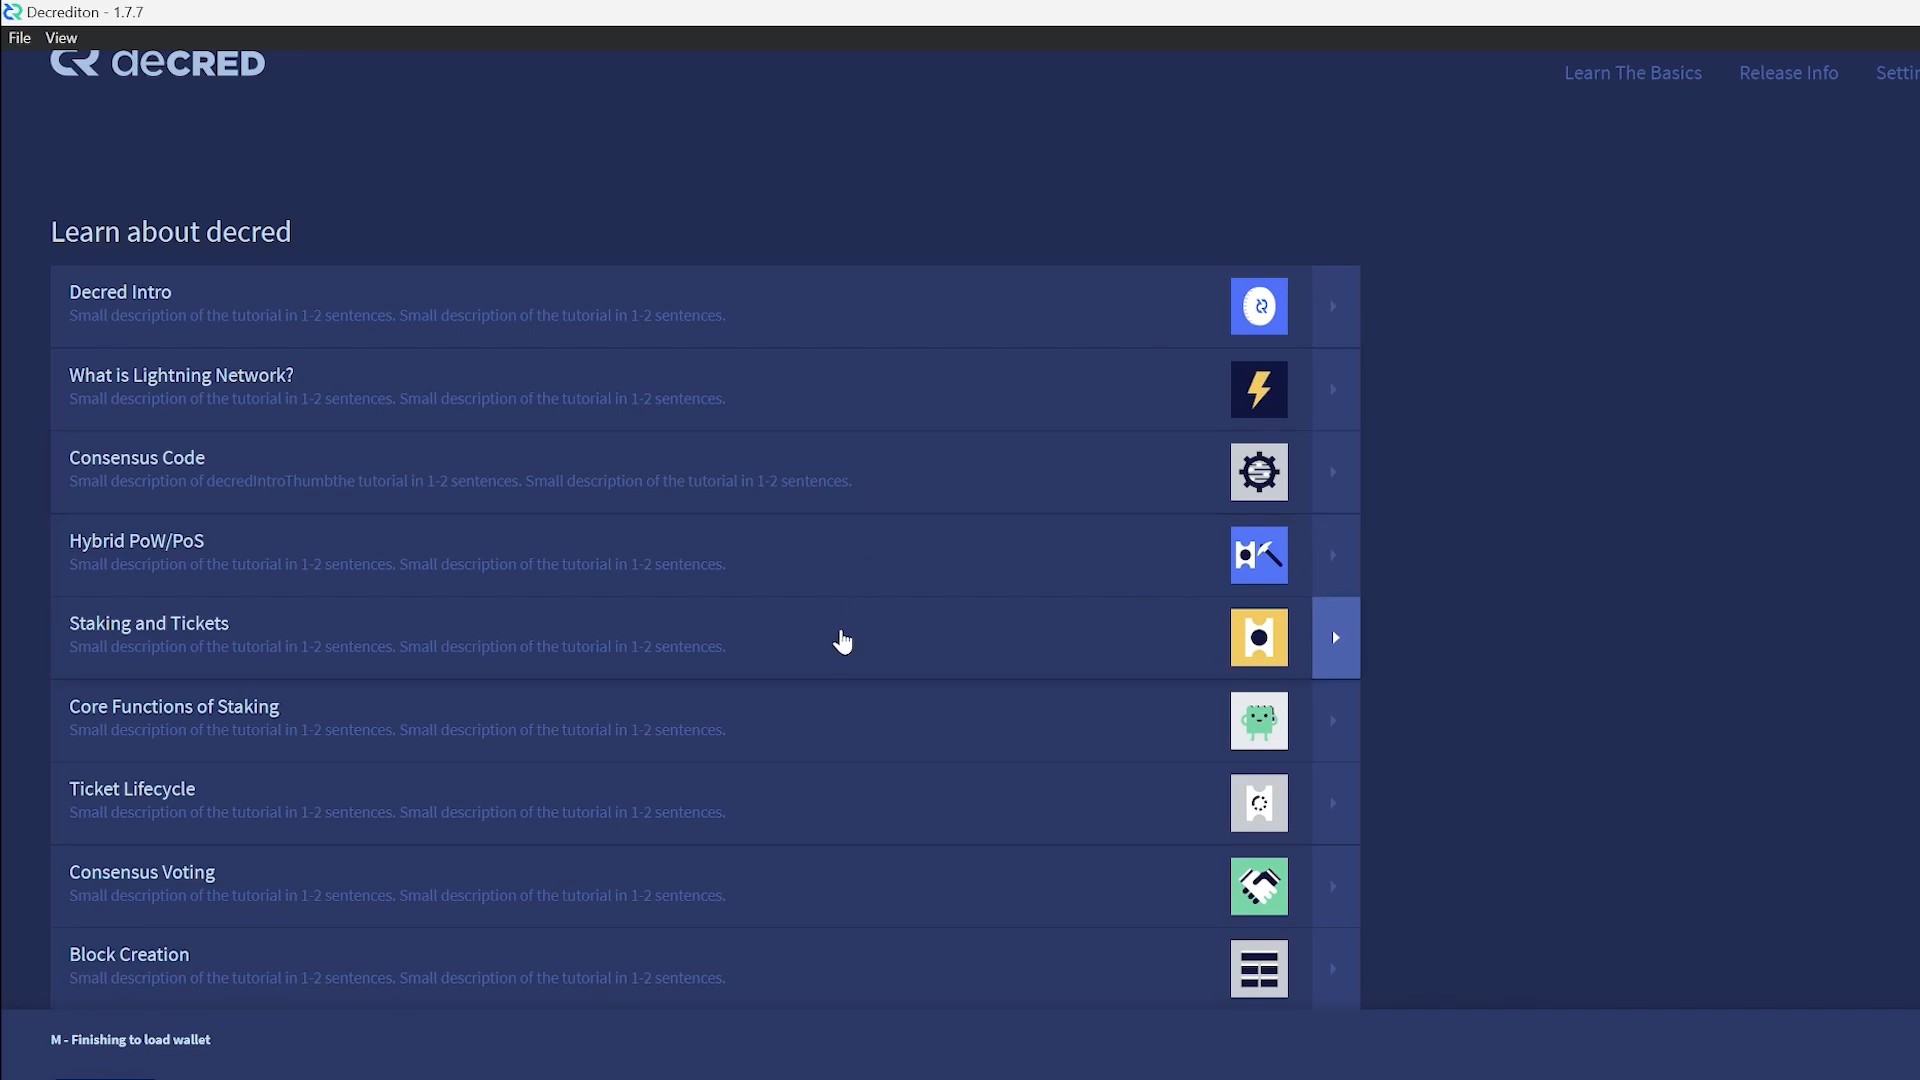 Decrediton - 1.7.7
File View
decred
Learn The Basics Release Info Settin
Learn about decred
Decred Intro
Small description of the tutorial in 1-2 sentences. Small description of the tutorial in 1-2 sentences.
What is Lightning Network?
Small description of the tutorial in 1-2 sentences. Small description of the tutorial in 1-2 sentences.
Consensus Code
Small description of decredIntroThumbthe tutorial in 1-2 sentences. Small description of the tutorial in 1-2 sentences.
Hybrid PoW/PoS
Small description of the tutorial in 1-2 sentences. Small description of the tutorial in 1-2 sentences.
Staking and Tickets
Small description of the tutorial in 1-2 sentences. Small description of the tutorial in 1-2 sentences.
Core Functions of Staking
Small description of the tutorial in 1-2 sentences. Small description of the tutorial in 1-2 sentences.
Ticket Lifecycle
Small description of the tutorial in 1-2 sentences. Small description of the tutorial in 1-2 sentences.
Consensus Voting
Small description of the tutorial in 1-2 sentences. Small description of the tutorial in 1-2 sentences.
Block Creation
Small description of the tutorial in 1-2 sentences. Small description of the tutorial in 1-2 sentences.
M - Finishing to load wallet